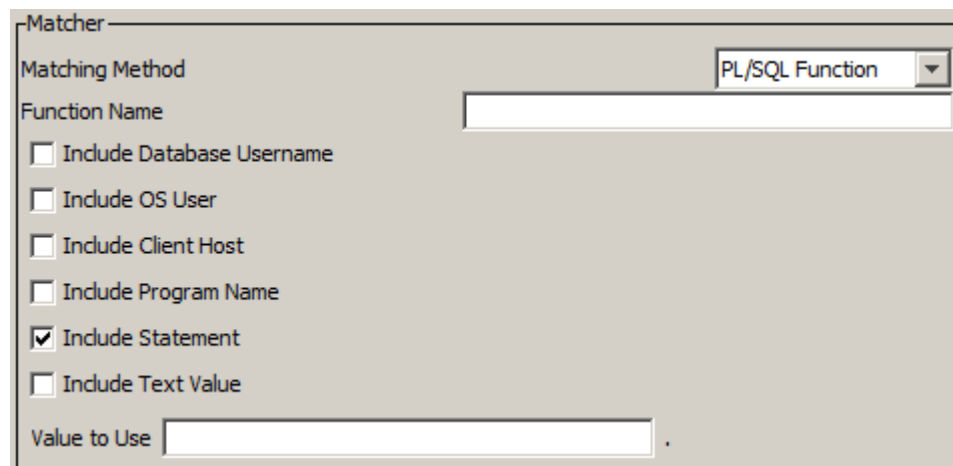 Matcher
Matching Method PL/SQL Function
Function Name
Include Database Username
Include OS User
Include Client Host
Include Program Name
Include Statement
Include Text Value
Value to Use .